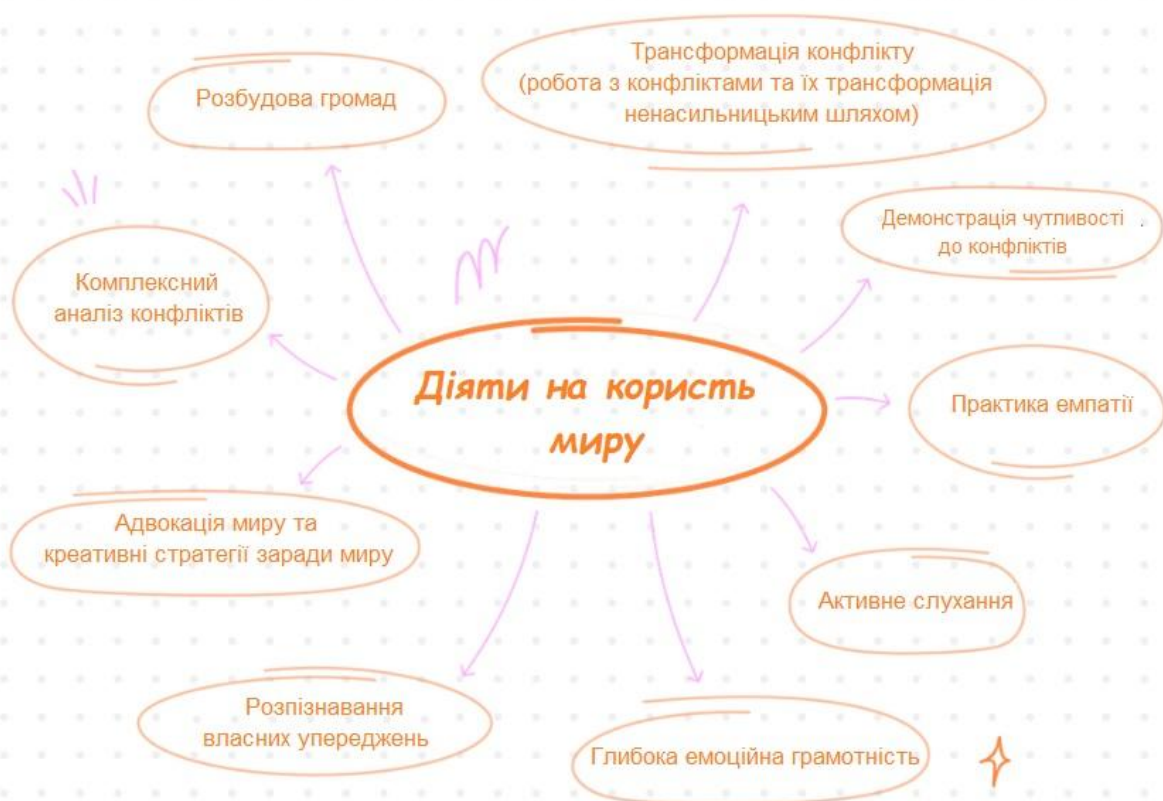 Розбудова громад
Трансформація конфлікту
(робота з конфліктами та їх трансформація
ненасильницьким шляхом)
Демонстрація чутливості
до конфліктів
Комплексний
аналіз конфліктів
Діяти на користь
миру
Практика емпатії
Адвокація миру та
креативні стратегії заради миру
Активне слухання
Розпізнавання
власних упереджень
Глибока емоційна грамотність